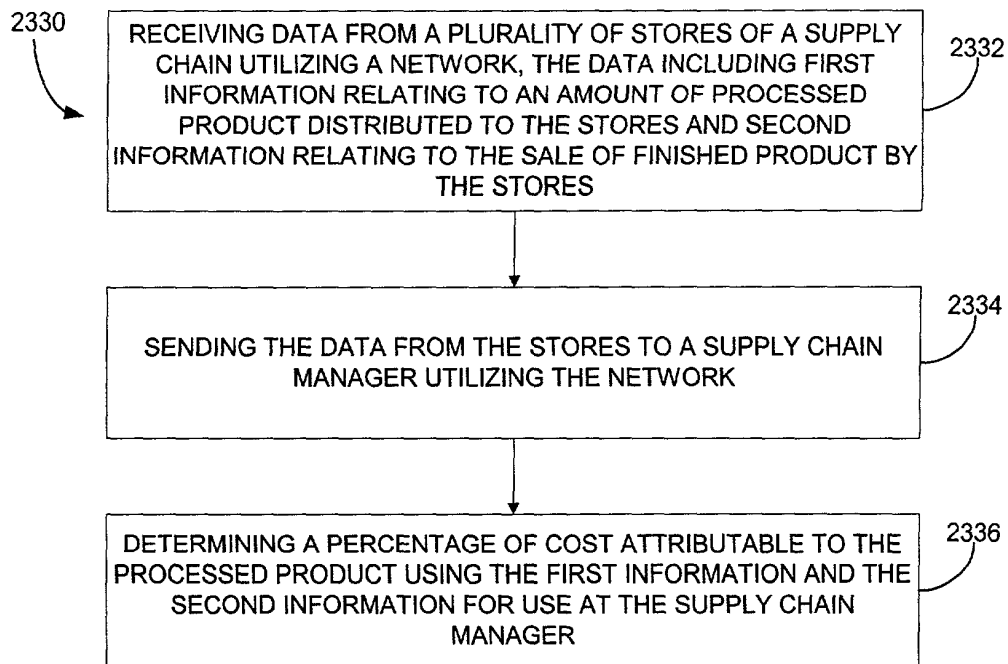 2330
RECEIVING DATA FROM A PLURALITY OF STORES OF A SUPPLY
CHAIN UTILIZING A NETWORK, THE DATA INCLUDING FIRST
INFORMATION RELATING TO AN AMOUNT OF PROCESSED
PRODUCT DISTRIBUTED TO THE STORES AND SECOND
INFORMATION RELATING TO THE SALE OF FINISHED PRODUCT BY
THE STORES
2332
SENDING THE DATA FROM THE STORES TO A SUPPLY CHAIN
MANAGER UTILIZING THE NETWORK
2334
DETERMINING A PERCENTAGE OF COST ATTRIBUTABLE TO THE
PROCESSED PRODUCT USING THE FIRST INFORMATION AND THE
SECOND INFORMATION FOR USE AT THE SUPPLY CHAIN
MANAGER
2336